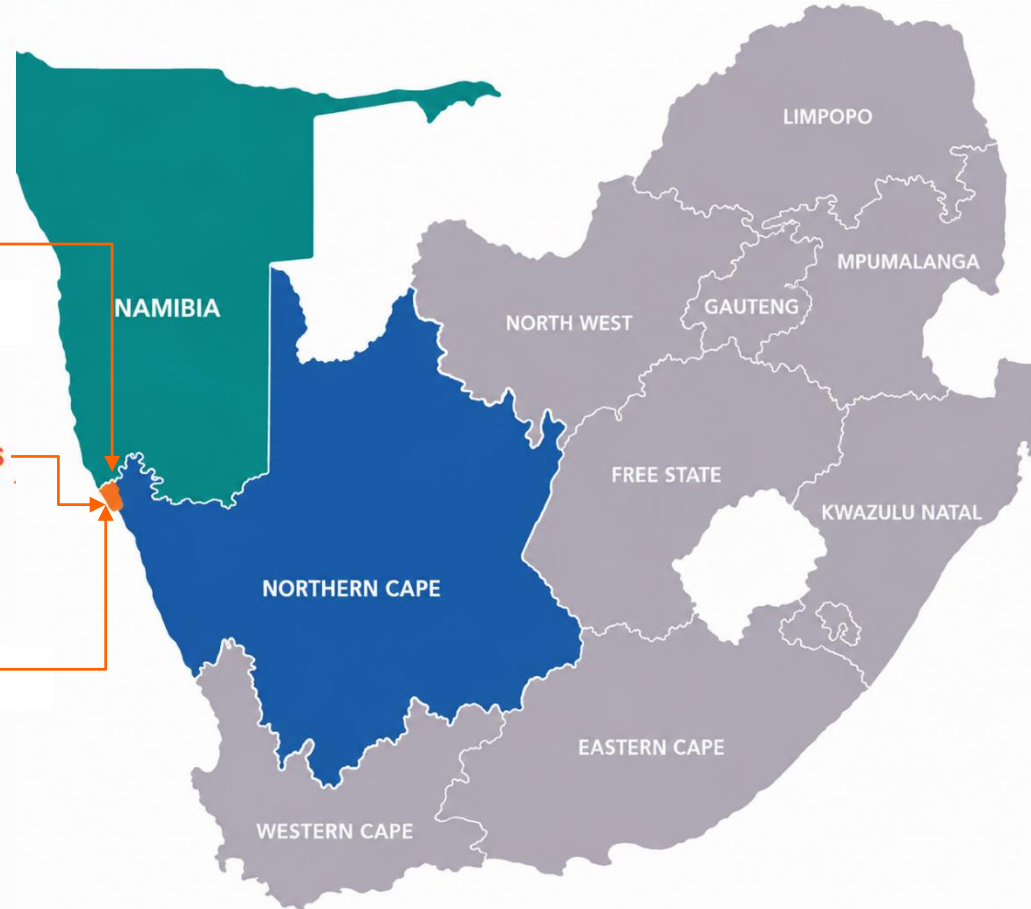 LIMPOPO
MPUMALANGA
NAMIBIA
GAUTENG
NORTH WEST
S
FREE STATE
KWAZULU NATAL
NORTHERN CAPE
EASTERN CAPE
WESTERN CAPE